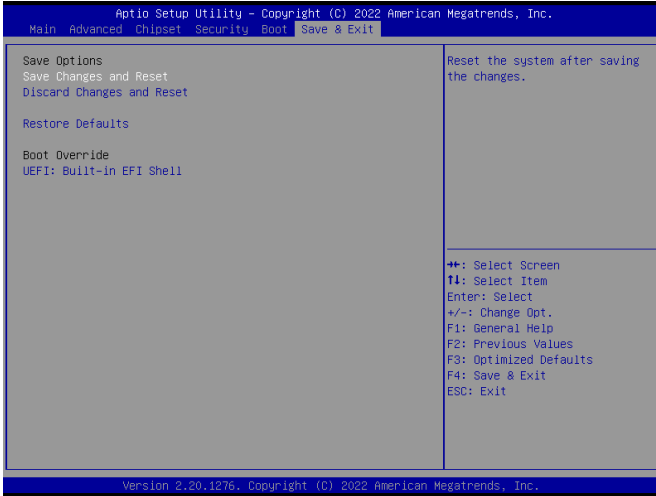 Aptio Setup Utility – Copyright (C) 2022 American Megatrends, Inc.
Main Advanced Chipset Security Boot Save & Exit
Save Options
Save Changes and Reset
Discard Changes and Reset
Restore Defaults
Boot Override
UEFI: Built-in EFI Shell
Reset the system after saving
the changes.
→←: Select Screen
↑↓: Select Item
Enter: Select
+/-: Change Opt.
F1: General Help
F2: Previous Values
F3: Optimized Defaults
F4: Save & Exit
ESC: Exit
Version 2.20.1276. Copyright (C) 2022 American Megatrends, Inc.